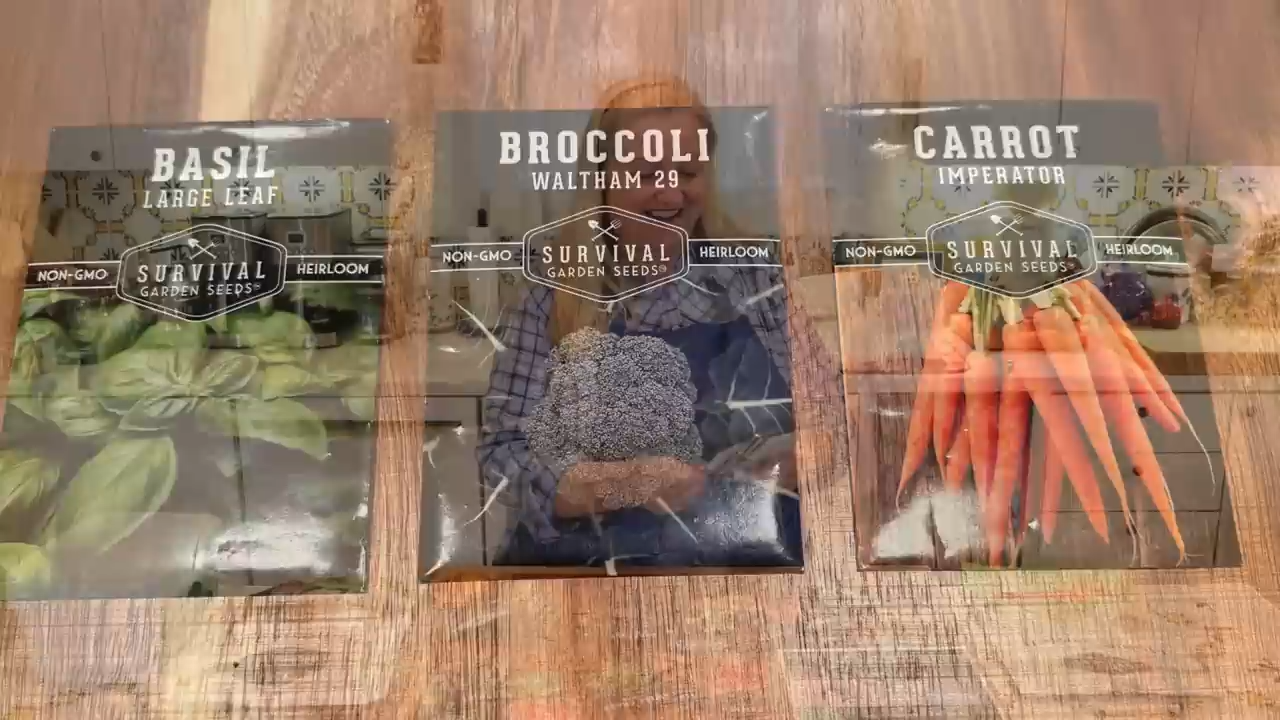 BASIL
LARGE LEAF
NON-GMO
SURVIVAL
GARDEN SEEDS®
HEIRLOOM
BROCCOLI
WALTHAM 29
NON-GMO
SURVIVAL
GARDEN SEEDS®
HEIRLOOM
CARROT
IMPERATOR
NON-GMO
SURVIVAL
GARDEN SEEDS®
HEIRLOOM